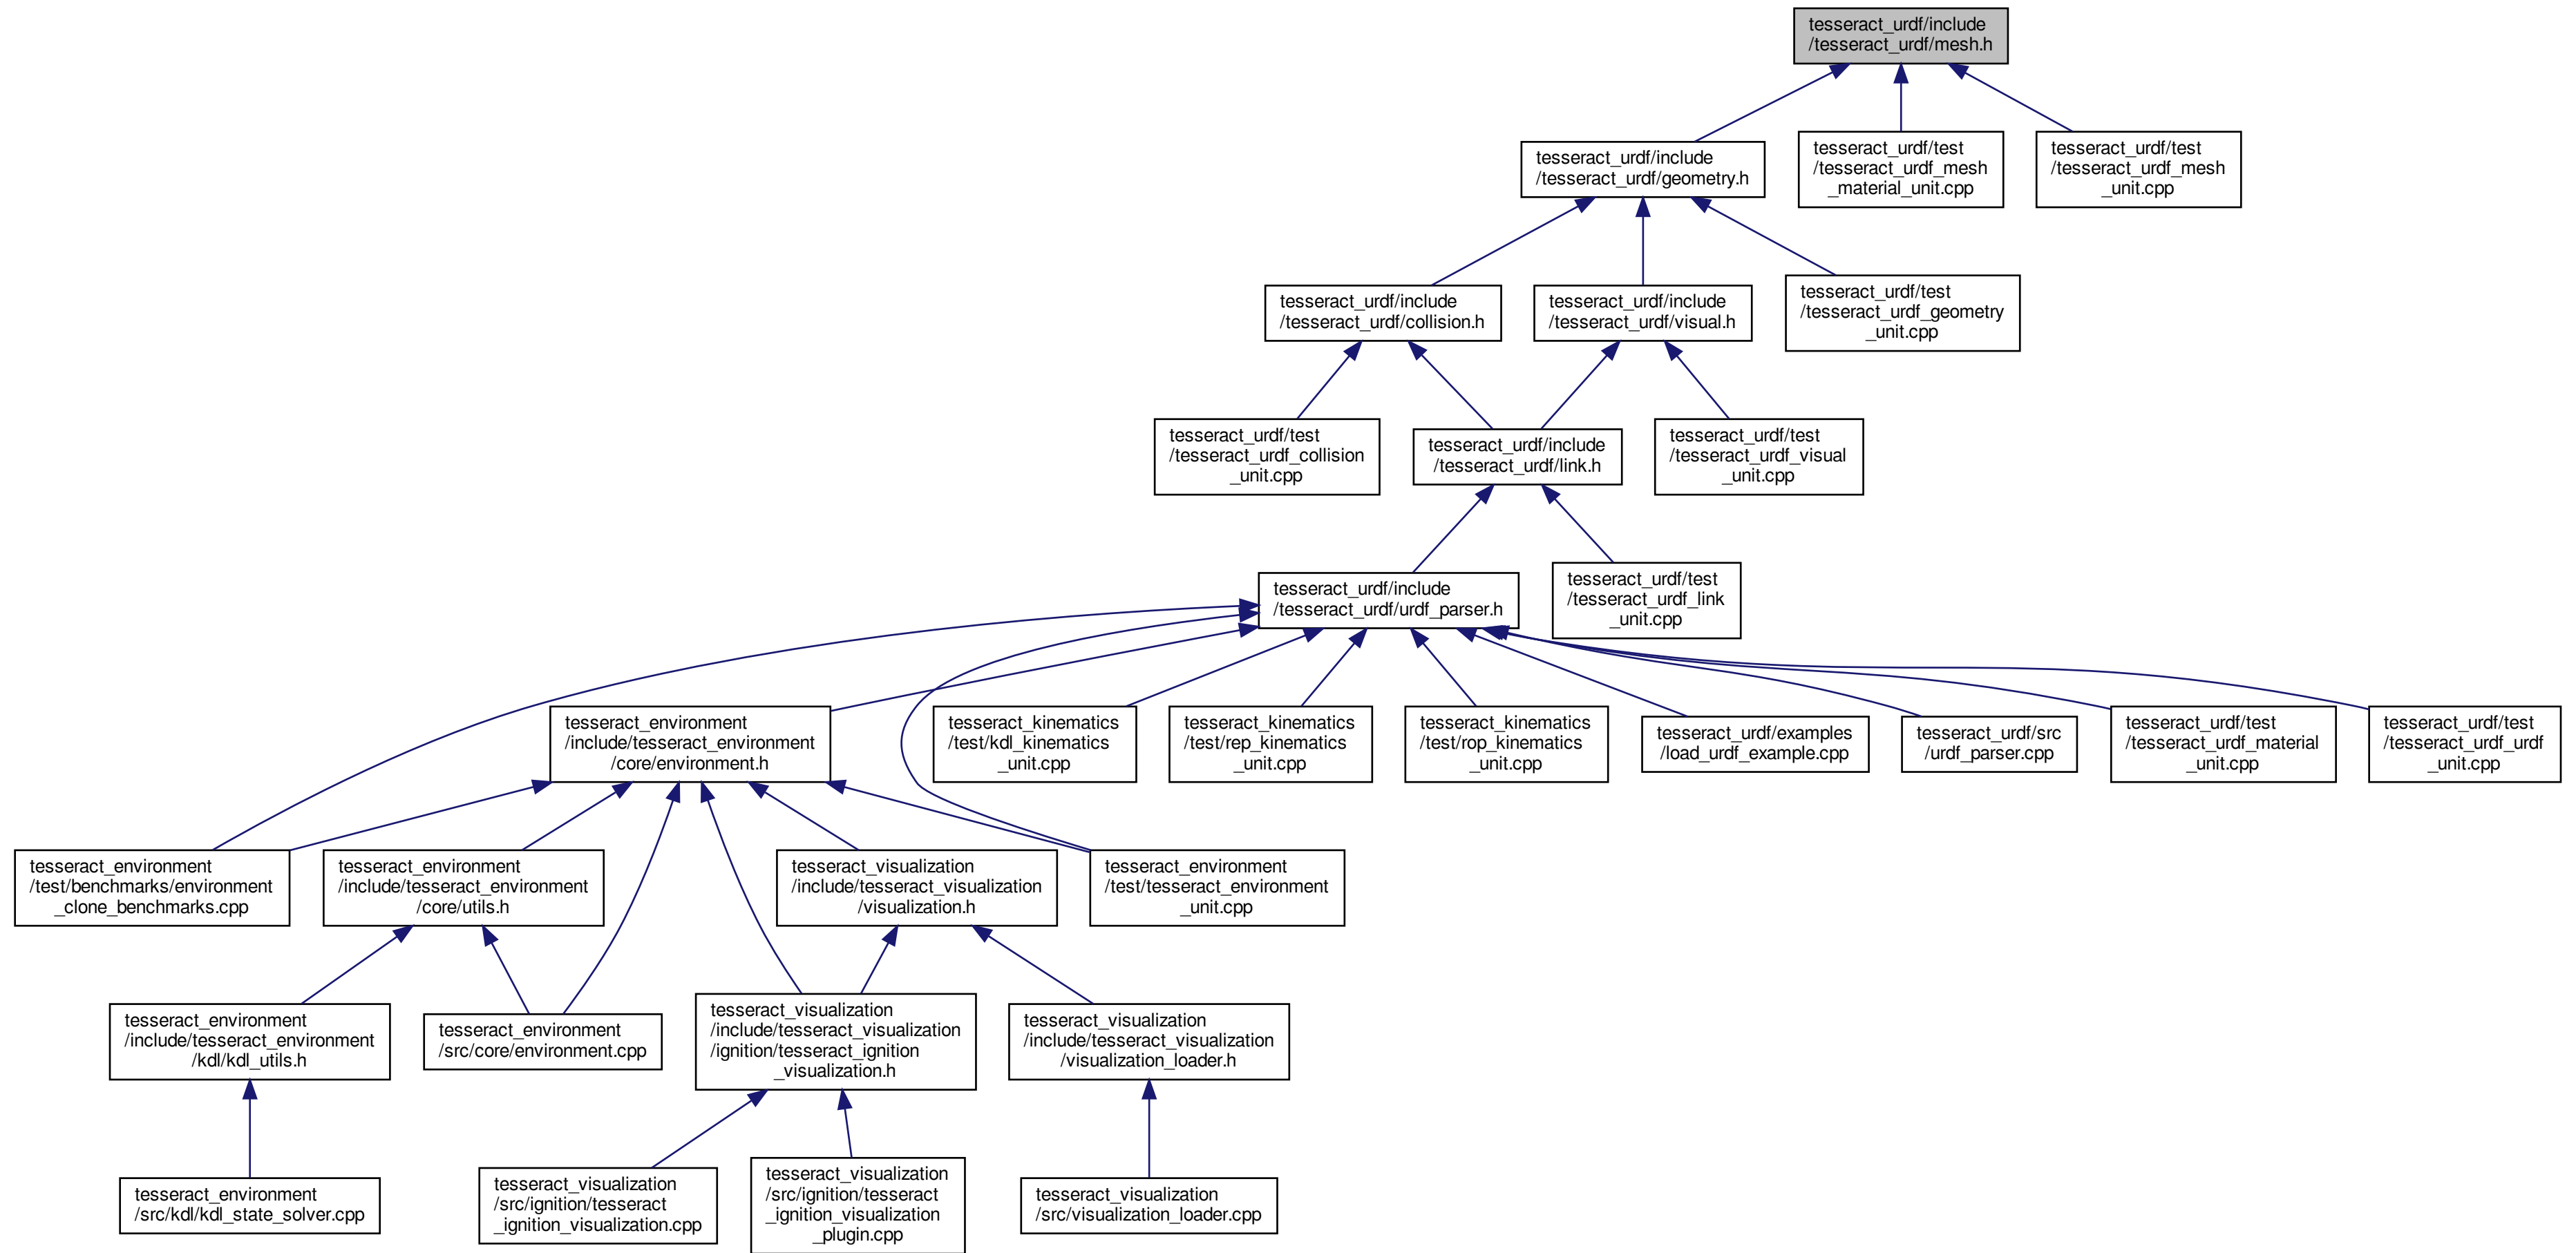 tesseract_urdf/include
/tesseract_urdf/mesh.h
tesseract_urdf/include
/tesseract_urdf/geometry.h
tesseract_urdf/test
/tesseract_urdf_mesh
_material_unit.cpp
tesseract_urdf/test
/tesseract_urdf_mesh
_unit.cpp
tesseract_urdf/include
/tesseract_urdf/collision.h
tesseract_urdf/include
/tesseract_urdf/visual.h
tesseract_urdf/test
/tesseract_urdf_geometry
_unit.cpp
tesseract_urdf/test
/tesseract_urdf_collision
_unit.cpp
tesseract_urdf/include
/tesseract_urdf/link.h
tesseract_urdf/test
/tesseract_urdf_visual
_unit.cpp
tesseract_urdf/include
/tesseract_urdf/urdf_parser.h
tesseract_urdf/test
/tesseract_urdf_link
_unit.cpp
tesseract_environment
/include/tesseract_environment
/core/environment.h
tesseract_kinematics
/test/kdl_kinematics
_unit.cpp
tesseract_kinematics
/test/rep_kinematics
_unit.cpp
tesseract_kinematics
/test/rop_kinematics
_unit.cpp
tesseract_urdf/examples
/load_urdf_example.cpp
tesseract_urdf/src
/urdf_parser.cpp
tesseract_urdf/test
/tesseract_urdf_material
_unit.cpp
tesseract_urdf/test
/tesseract_urdf_urdf
_unit.cpp
tesseract_environment
/test/benchmarks/environment
_clone_benchmarks.cpp
tesseract_environment
/include/tesseract_environment
/core/utils.h
tesseract_visualization
/include/tesseract_visualization
/visualization.h
tesseract_environment
/test/tesseract_environment
_unit.cpp
tesseract_environment
/include/tesseract_environment
/kdl/kdl_utils.h
tesseract_environment
/src/core/environment.cpp
tesseract_visualization
/include/tesseract_visualization
/ignition/tesseract_ignition
_visualization.h
tesseract_visualization
/include/tesseract_visualization
/visualization_loader.h
tesseract_environment
/src/kdl/kdl_state_solver.cpp
tesseract_visualization
/src/ignition/tesseract
_ignition_visualization.cpp
tesseract_visualization
/src/ignition/tesseract
_ignition_visualization
_plugin.cpp
tesseract_visualization
/src/visualization_loader.cpp